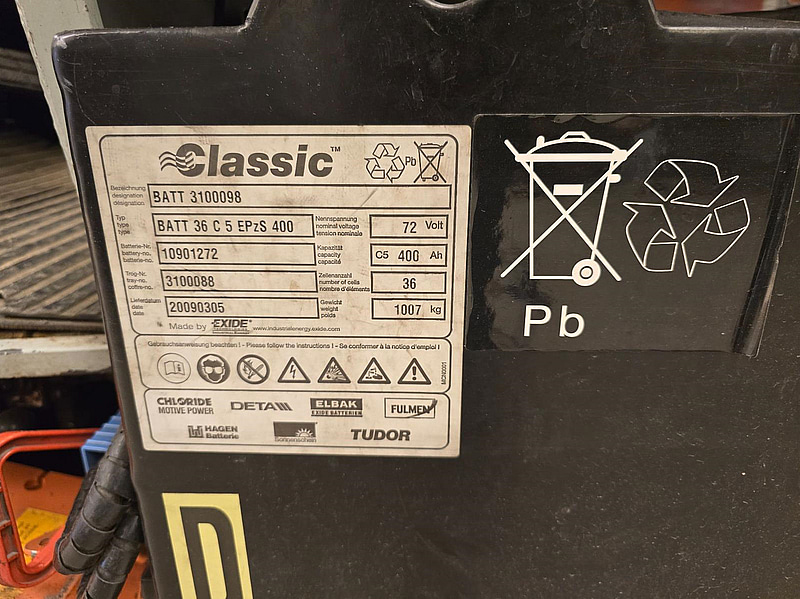 Classic™
Pb
Bezeichnung
designation
désignation
BATT 3100098
Typ
type
type
BATT 36 C 5 EPzS 400
Nennspannung
nominal voltage
tension nominale
72 Volt
Batterie-Nr.
battery-no.
batterie-no.
10901272
Kapazität
capacity
capacité
C5 400 Ah
Trog-Nr.
tray-no.
coffre-no.
3100088
Zellenanzahl
number of cells
nombre d'éléments
36
Lieferdatum
date
date
20090305
Gewicht
weight
poids
1007 kg
Made by EXIDE www.industrialenergy.exide.com
Gebrauchsanweisung beachten ! - Please follow the instructions ! - Se conformer à la notice d'emploi !
CHLORIDE
MOTIVE POWER
DETA
ELBAK
EXIDE BATTERIEN
FULMEN
HAGEN
Batterie
Sonnenschein
TUDOR
Pb
D